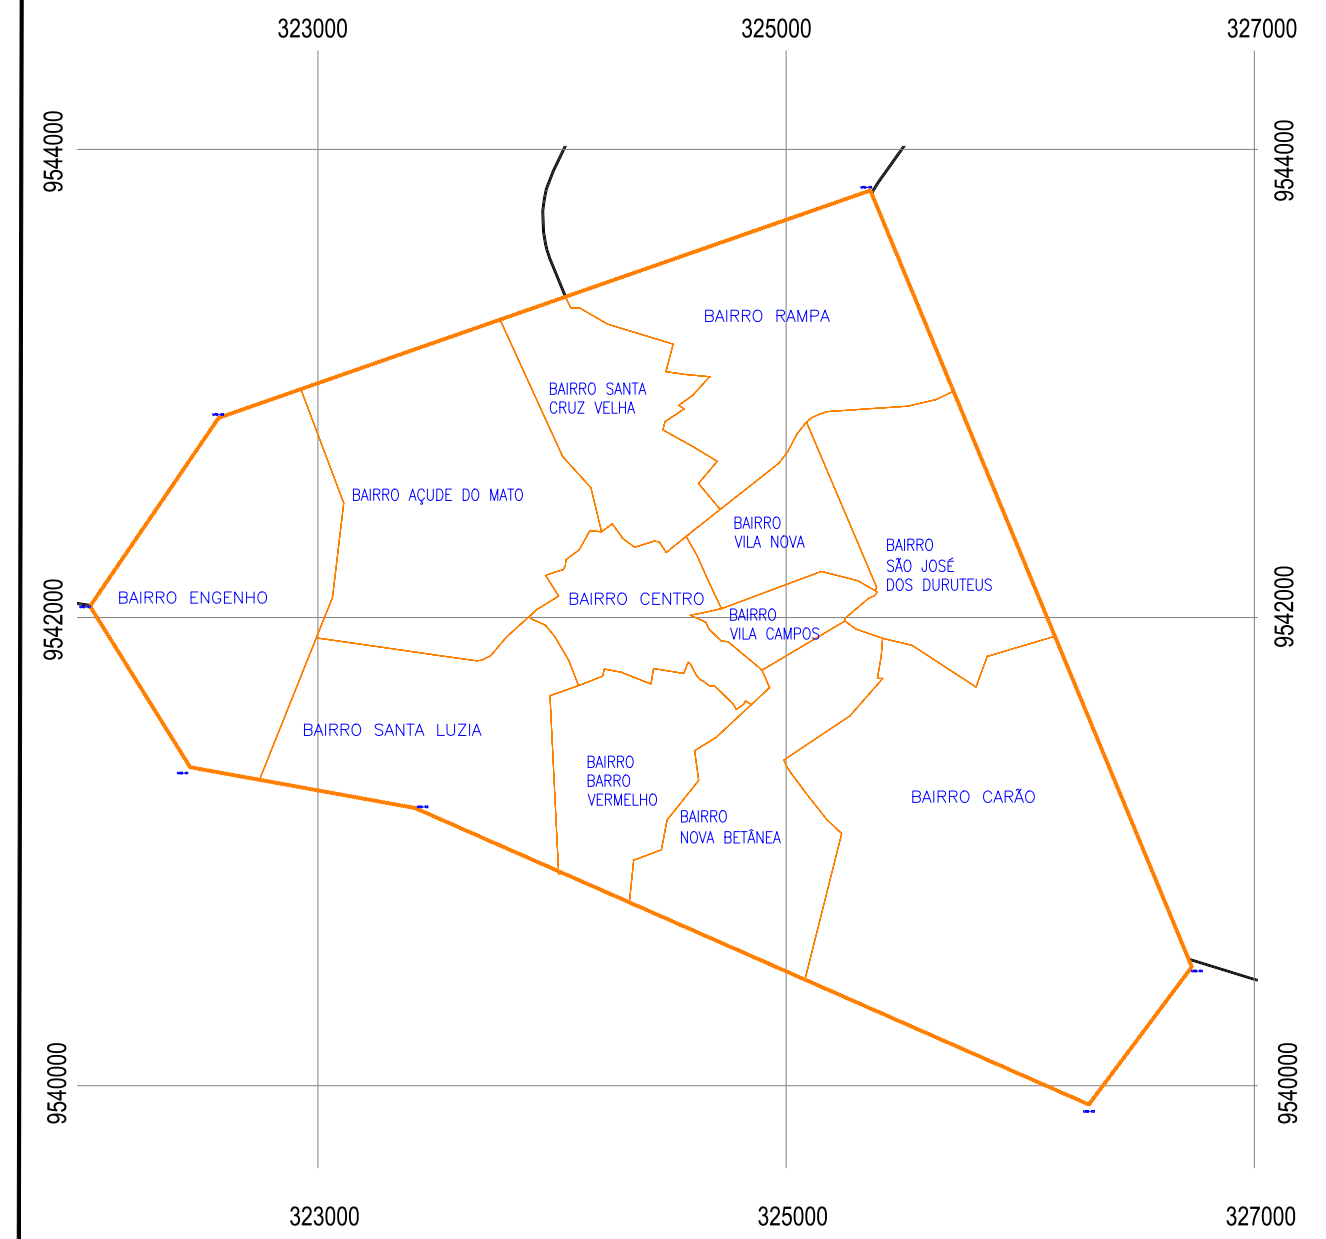 323000
325000
327000
9544000
9544000
BAIRRO RAMPA
BAIRRO SANTA
CRUZ VELHA
BAIRRO AÇUDE DO MATO
BAIRRO
VILA NOVA
BAIRRO
SÃO JOSÉ
DOS DURUTEUS
BAIRRO ENGENHO
BAIRRO CENTRO
9542000
9542000
BAIRRO
VILA CAMPOS
BAIRRO SANTA LUZIA
BAIRRO
BARRO
VERMELHO
BAIRRO CARÃO
BAIRRO
NOVA BETÂNEA
9540000
9540000
323000
325000
327000